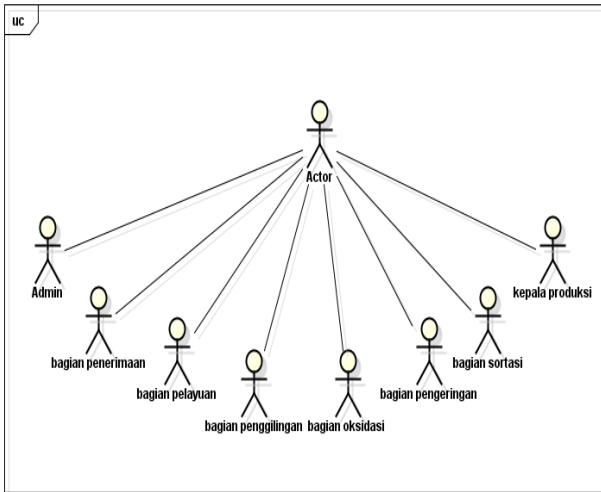 uc
Actor
Admin
kepala produksi
bagian penerimaan
bagian sortasi
bagian pelayuan
bagian pengeringan
bagian penggilingan
bagian oksidasi